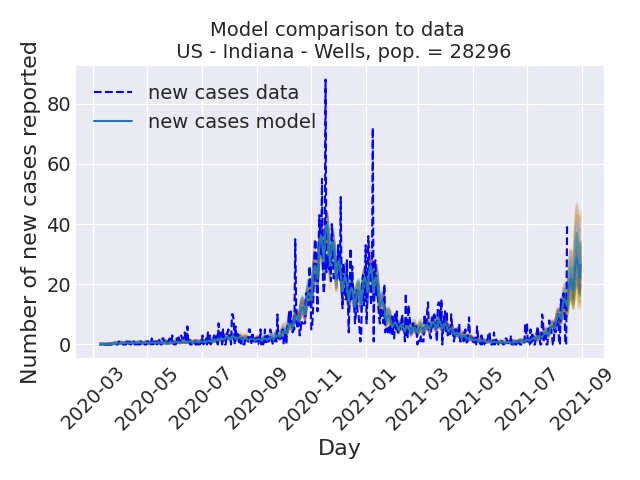 Model comparison to data
US - Indiana - Wells, pop. = 28296
Number of new cases reported
80
60
40
20
0
new cases data
new cases model
2020-03
2020-05
2020-07
2020-09
2020-11
2021-01
2021-03
2021-05
2021-07
2021-09
Day